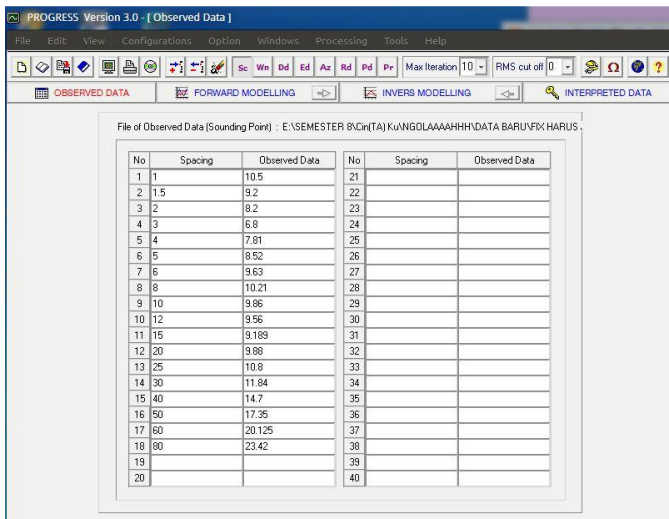 PROGRESS Version 3.0 - [ Observed Data ]
File Edit View Configurations Option Windows Processing Tools Help
Sc Wn Dd Ed Az Rd Pd Pr Max Iteration 10 RMS cut off 0
OBSERVED DATA FORWARD MODELLING INVERS MODELLING INTERPRETED DATA
File of Observed Data (Sounding Point) : E:\SEMESTER 8\Cin(TA) Ku\NGOLAAAAHHH\DATA BARU\FIX HARUS
No Spacing Observed Data No Spacing Observed Data
1 1 10.5 21
2 1.5 9.2 22
3 2 8.2 23
4 3 6.8 24
5 4 7.81 25
6 5 8.52 26
7 6 9.63 27
8 8 10.21 28
9 10 9.86 29
10 12 9.56 30
11 15 9.189 31
12 20 9.88 32
13 25 10.8 33
14 30 11.84 34
15 40 14.7 35
16 50 17.35 36
17 60 20.125 37
18 80 23.42 38
19 39
20 40